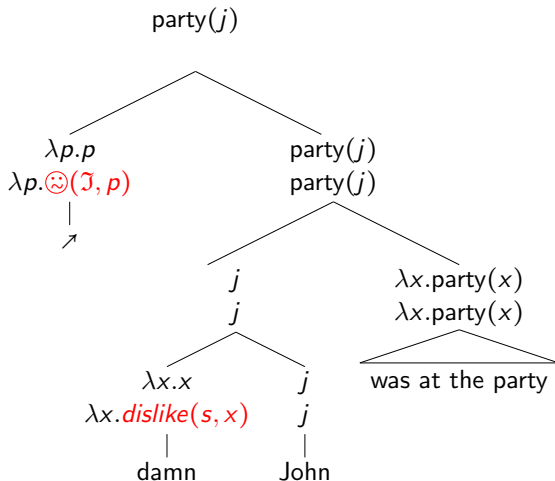 party(j)
λp.p party(j)
λp.☹(ℑ, p) party(j)
↗
j λx.party(x)
j λx.party(x)
λx.x j was at the party
λx.dislike(s, x) j
damn John